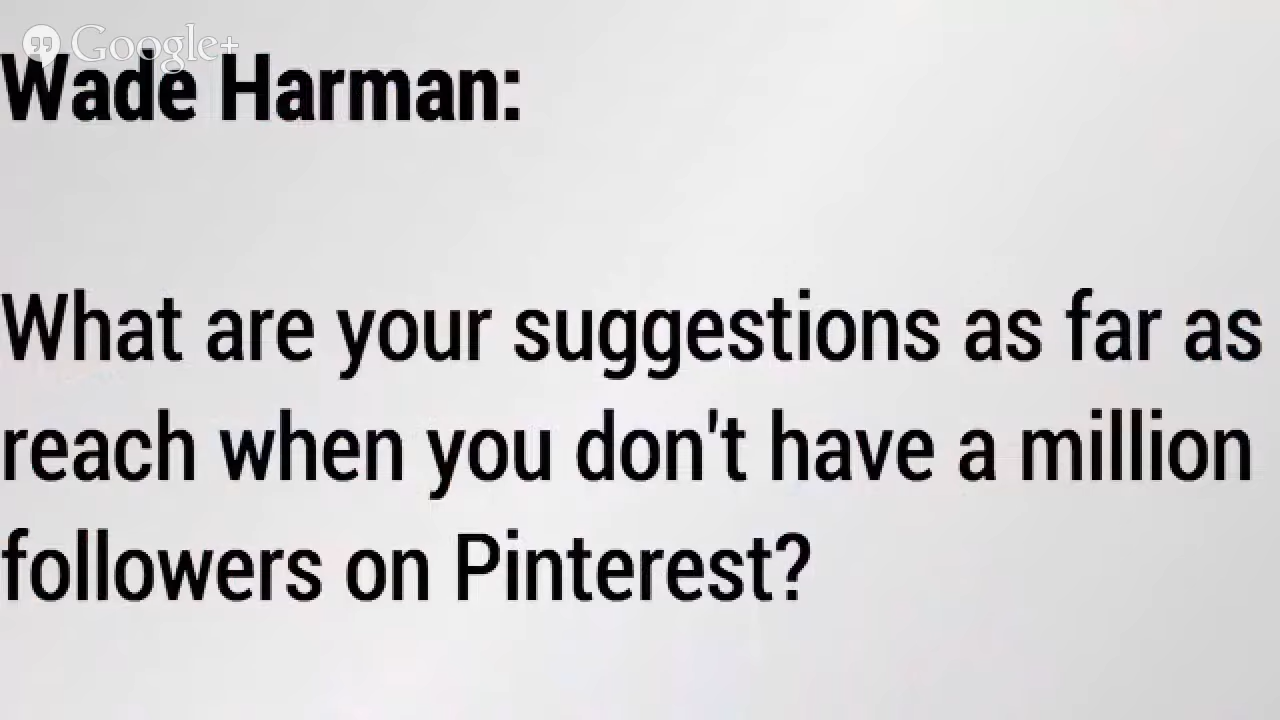 Google+
Wade Harman:
What are your suggestions as far as
reach when you don't have a million
followers on Pinterest?